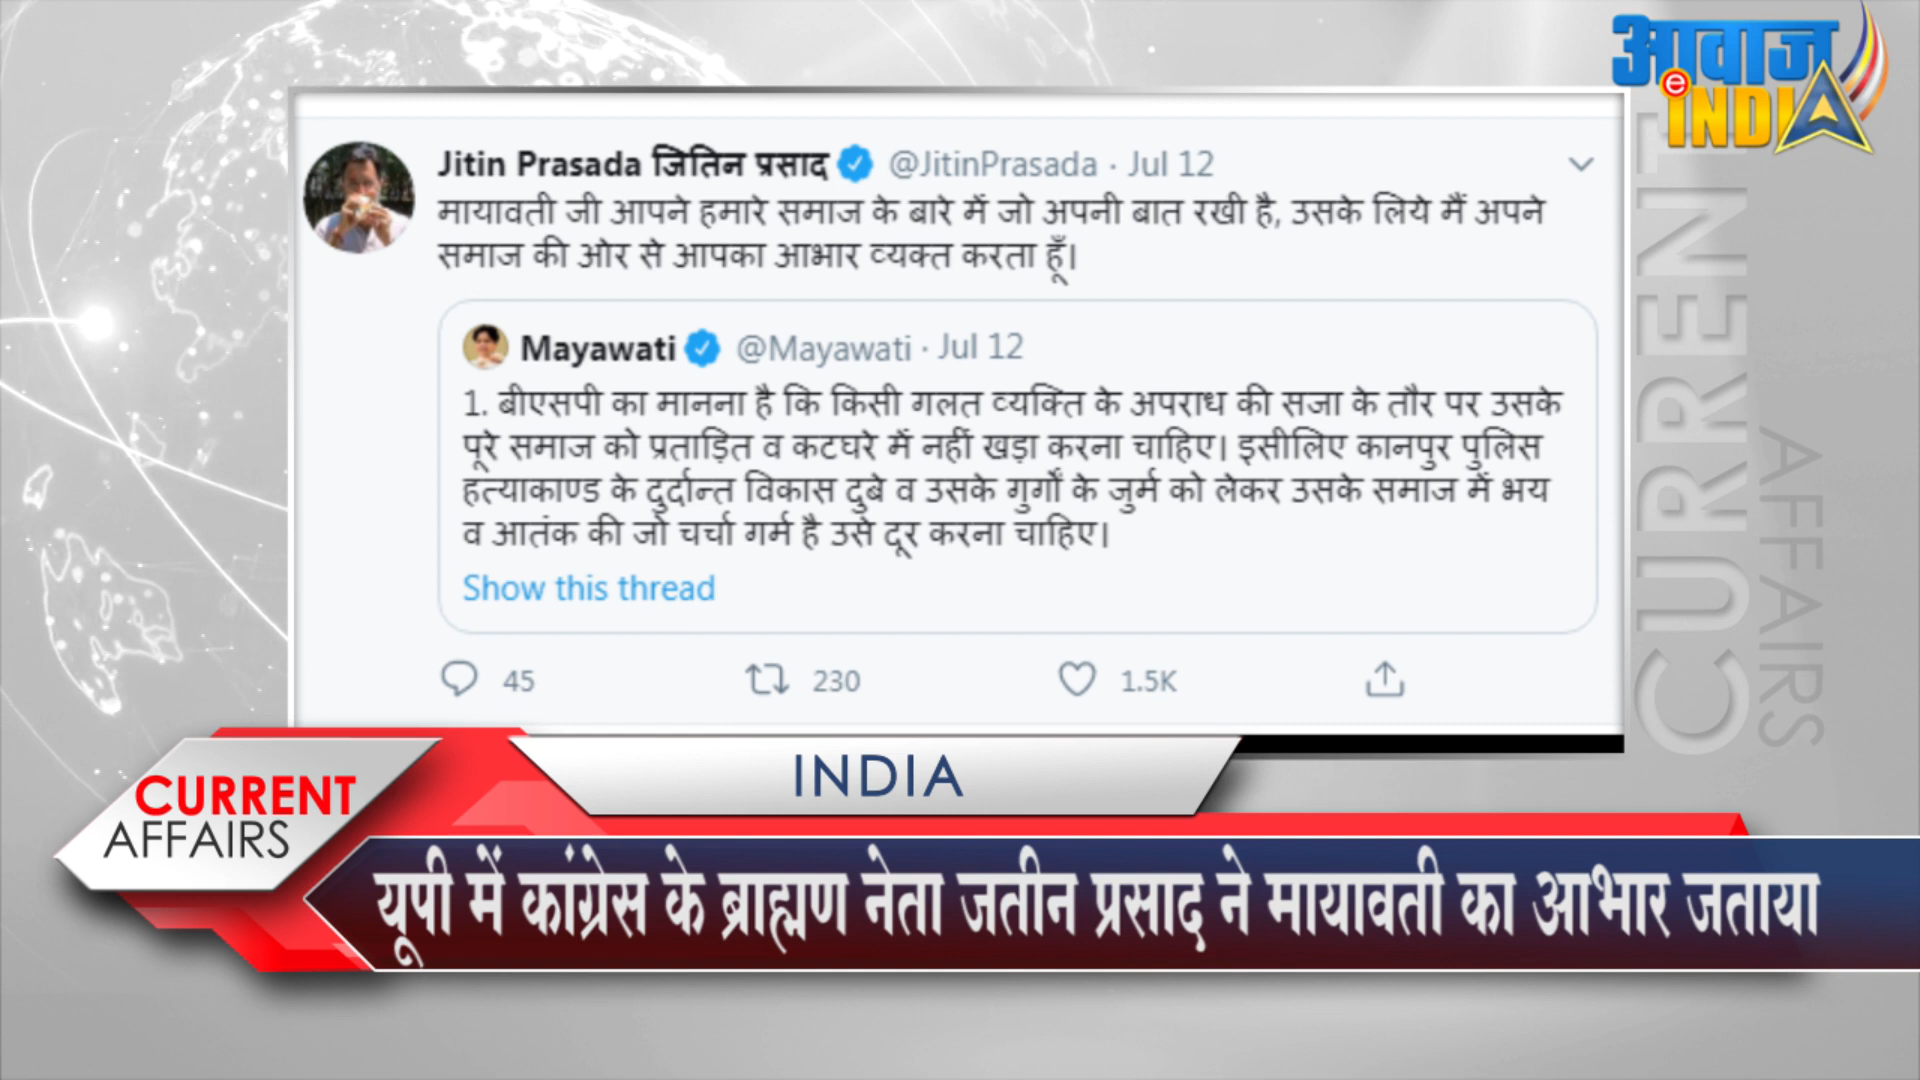 आवाज
e
INDIA
Jitin Prasada जितिन प्रसाद @JitinPrasada · Jul 12
मायावती जी आपने हमारे समाज के बारे में जो अपनी बात रखी है, उसके लिये मैं अपने
समाज की ओर से आपका आभार व्यक्त करता हूँ।
Mayawati @Mayawati · Jul 12
1. बीएसपी का मानना है कि किसी गलत व्यक्ति के अपराध की सजा के तौर पर उसके
पूरे समाज को प्रताड़ित व कटघरे में नहीं खड़ा करना चाहिए। इसीलिए कानपुर पुलिस
हत्याकाण्ड के दुर्दान्त विकास दुबे व उसके गुर्गों के जुर्म को लेकर उसके समाज में भय
व आतंक की जो चर्चा गर्म है उसे दूर करना चाहिए।
Show this thread
45 230 1.5K
CURRENT
AFFAIRS
INDIA
CURRENT
AFFAIRS
यूपी में कांग्रेस के ब्राह्मण नेता जतीन प्रसाद ने मायावती का आभार जताया